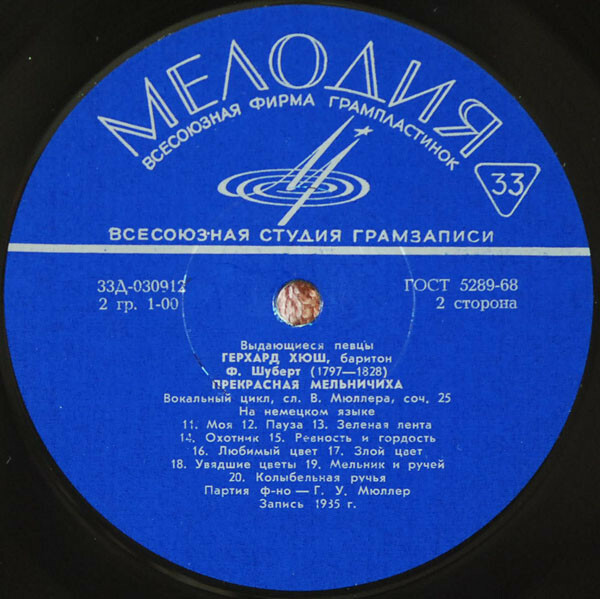 МЕЛОДИЯ
ВСЕСОЮЗНАЯ ФИРМА ГРАМПЛАСТИНОК
33
ВСЕСОЮЗНАЯ СТУДИЯ ГРАМЗАПИСИ
33Д-030912 ГОСТ 5289-68
2 гр. 1-00 2 сторона
Выдающиеся певцы
ГЕРХАРД ХЮШ, баритон
Ф. Шуберт (1797—1828)
ПРЕКРАСНАЯ МЕЛЬНИЧИХА
Вокальный цикл, сл. В. Мюллера, соч. 25
На немецком языке
11. Моя 12. Пауза 13. Зеленая лента
14. Охотник 15. Ревность и гордость
16. Любимый цвет 17. Злой цвет
18. Увядшие цветы 19. Мельник и ручей
20. Колыбельная ручья
Партия ф-но — Г. У. Мюллер
Запись 1935 г.